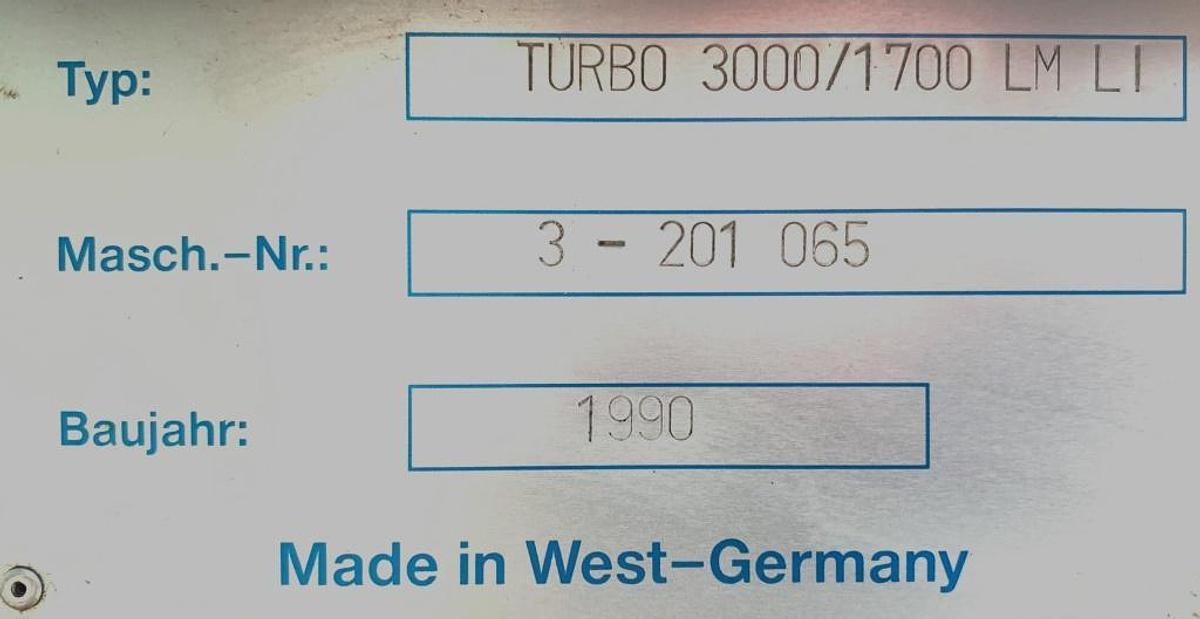 Typ: TURBO 3000/1700 LM LI
Masch.-Nr.: 3 - 201 065
Baujahr: 1990
Made in West-Germany